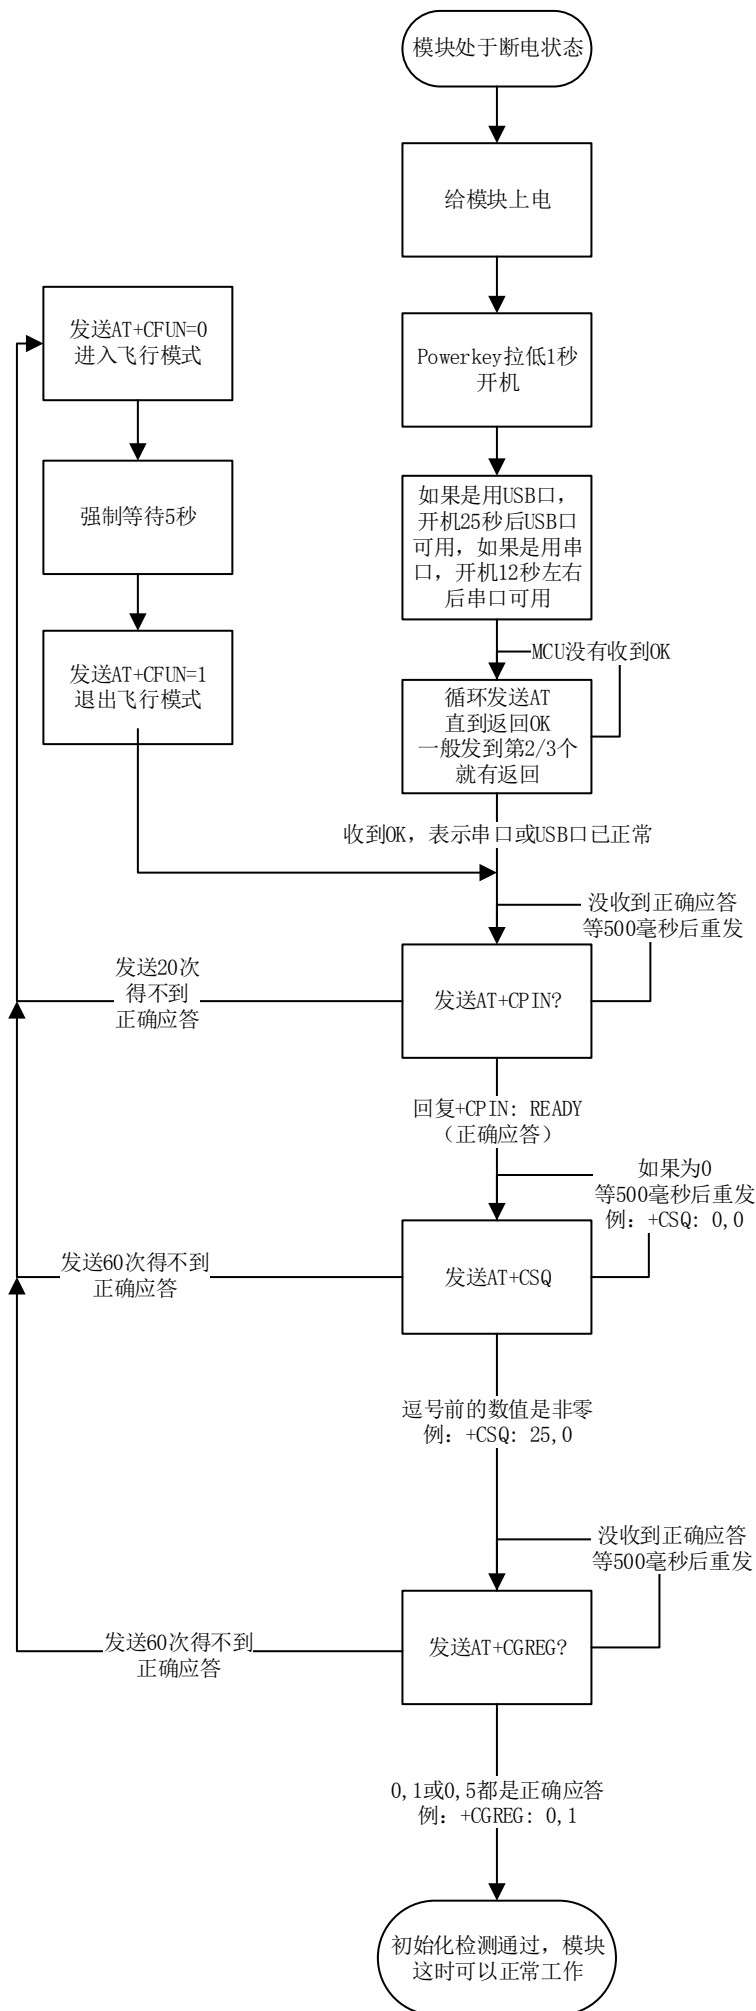 模块处于断电状态
给模块上电
发送AT+CFUN=0
进入飞行模式
Powerkey拉低1秒
开机
强制等待5秒
如果是用USB口，
开机25秒后USB口
可用，如果是用串
口，开机12秒左右
后串口可用
发送AT+CFUN=1
退出飞行模式
MCU没有收到OK
循环发送AT
直到返回OK
一般发到第2/3个
就有返回
收到OK，表示串口或USB口已正常
没收到正确应答
等500毫秒后重发
发送20次
得不到
正确应答
发送AT+CPIN?
回复+CPIN: READY
（正确应答）
如果为0
等500毫秒后重发
例：+CSQ: 0,0
发送60次得不到
正确应答
发送AT+CSQ
逗号前的数值是非零
例：+CSQ: 25,0
没收到正确应答
等500毫秒后重发
发送60次得不到
正确应答
发送AT+CGREG?
0,1或0,5都是正确应答
例：+CGREG: 0,1
初始化检测通过，模块
这时可以正常工作